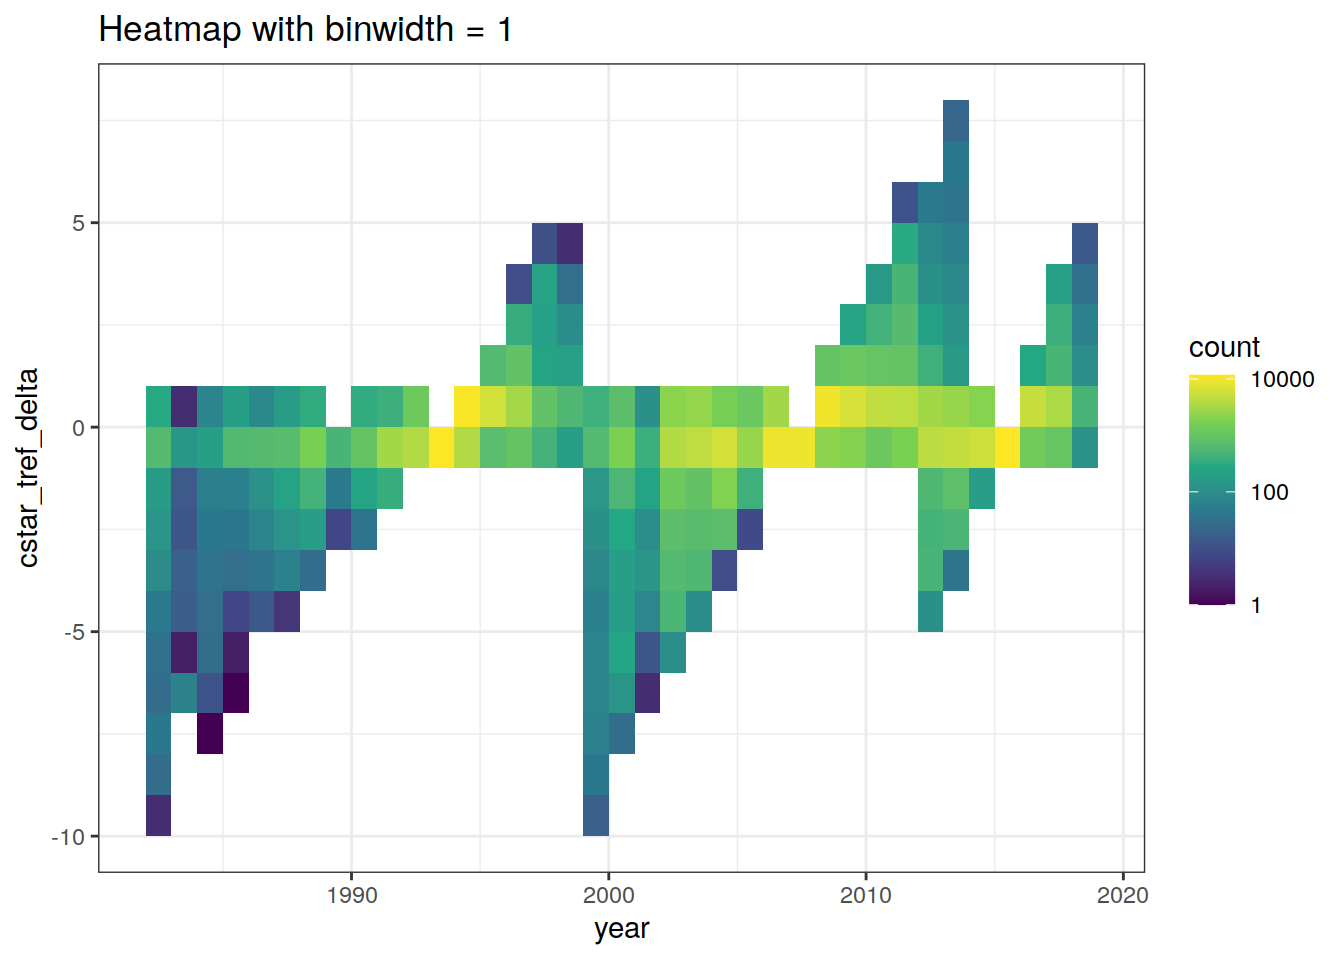 Heatmap with binwidth = 1
5
0
-5
-10
cstar_tref_delta
1990
2000
2010
2020
year
count
10000
100
1